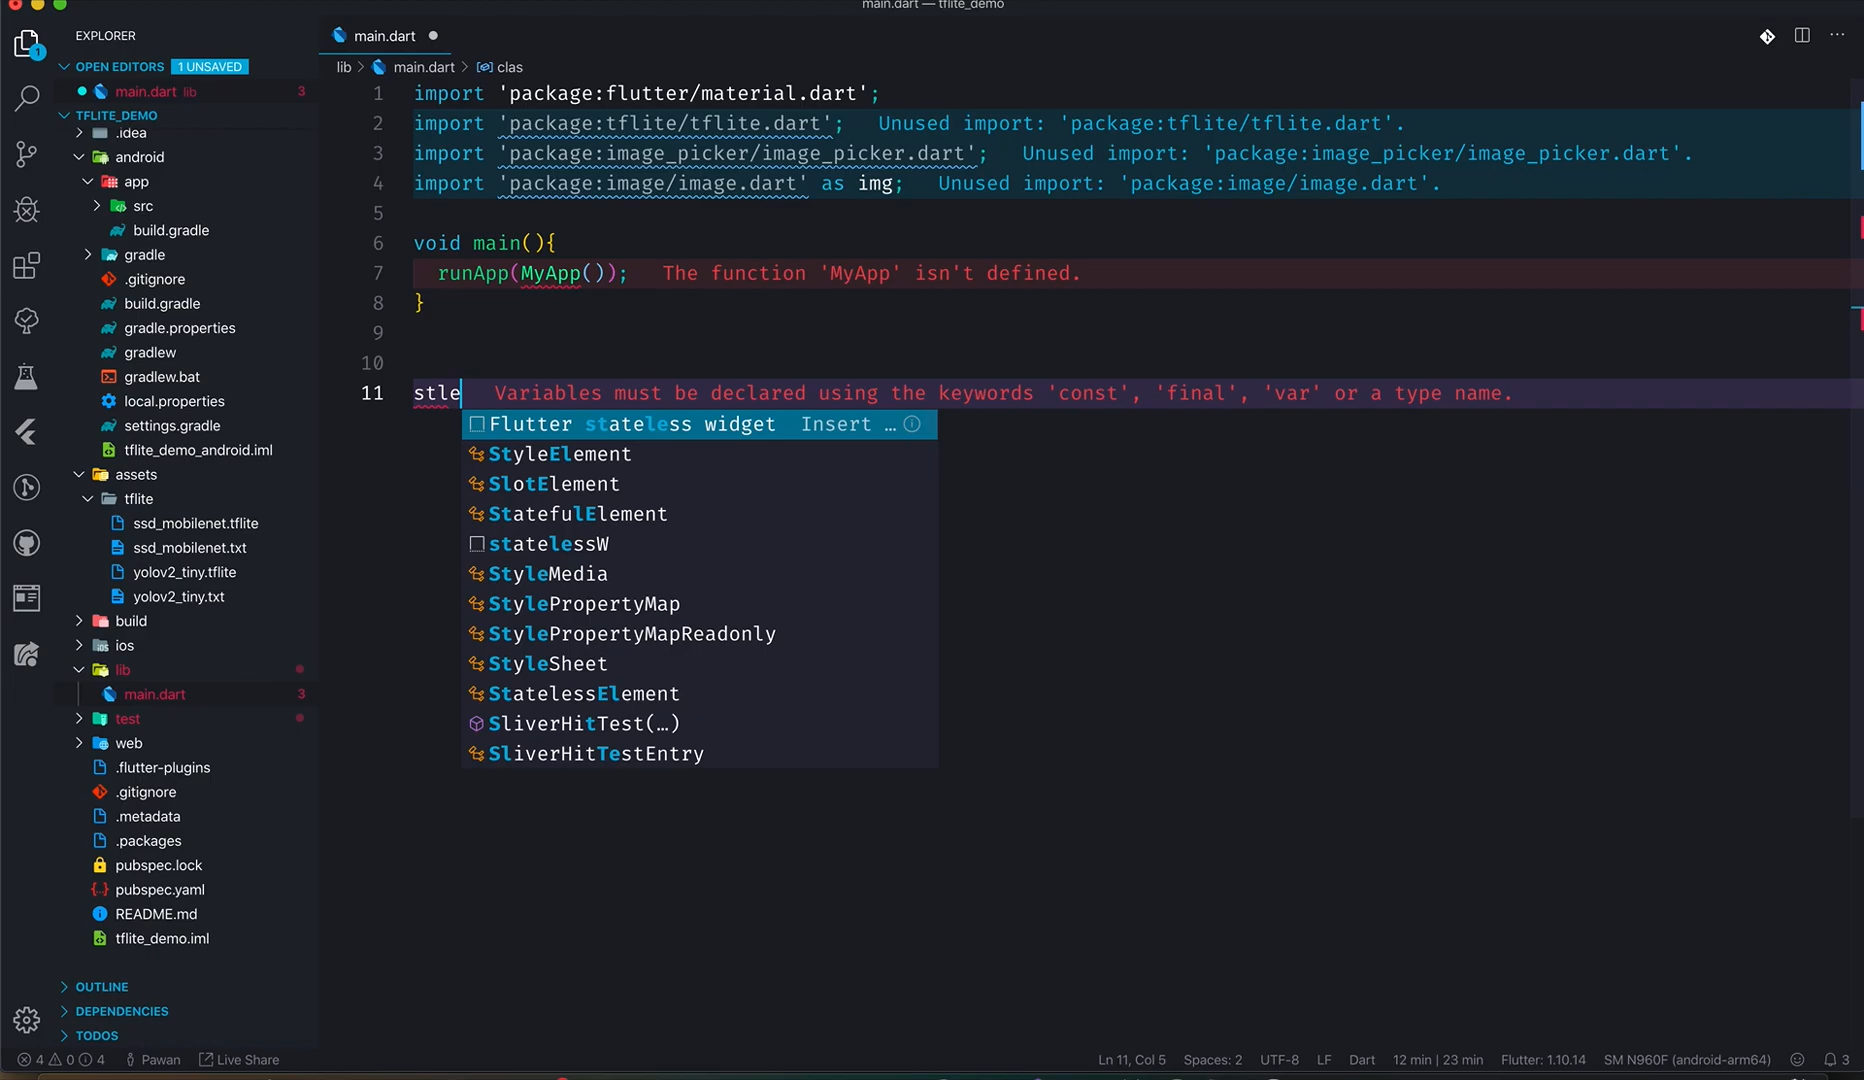 main.dart — tflite_demo
EXPLORER
OPEN EDITORS 1 UNSAVED
main.dart lib 3
TFLITE_DEMO
.idea
android
app
src
build.gradle
gradle
.gitignore
build.gradle
gradle.properties
gradlew
gradlew.bat
local.properties
settings.gradle
tflite_demo_android.iml
assets
tflite
ssd_mobilenet.tflite
ssd_mobilenet.txt
yolov2_tiny.tflite
yolov2_tiny.txt
build
ios
lib
main.dart 3
test
web
.flutter-plugins
.gitignore
.metadata
.packages
pubspec.lock
pubspec.yaml
README.md
tflite_demo.iml
OUTLINE
DEPENDENCIES
TODOS
1
main.dart
lib > main.dart > clas
1 import 'package:flutter/material.dart';
2 import 'package:tflite/tflite.dart'; Unused import: 'package:tflite/tflite.dart'.
3 import 'package:image_picker/image_picker.dart'; Unused import: 'package:image_picker/image_picker.dart'.
4 import 'package:image/image.dart' as img; Unused import: 'package:image/image.dart'.
5
6 void main(){
7 runApp(MyApp()); The function 'MyApp' isn't defined.
8 }
9
10
11 stle Variables must be declared using the keywords 'const', 'final', 'var' or a type name.
Flutter stateless widget Insert …
StyleElement
SlotElement
StatefulElement
statelessW
StyleMedia
StylePropertyMap
StylePropertyMapReadonly
StyleSheet
StatelessElement
SliverHitTest(…)
SliverHitTestEntry
4 0 4 Pawan Live Share Ln 11, Col 5 Spaces: 2 UTF-8 LF Dart 12 min | 23 min Flutter: 1.10.14 SM N960F (android-arm64) 3